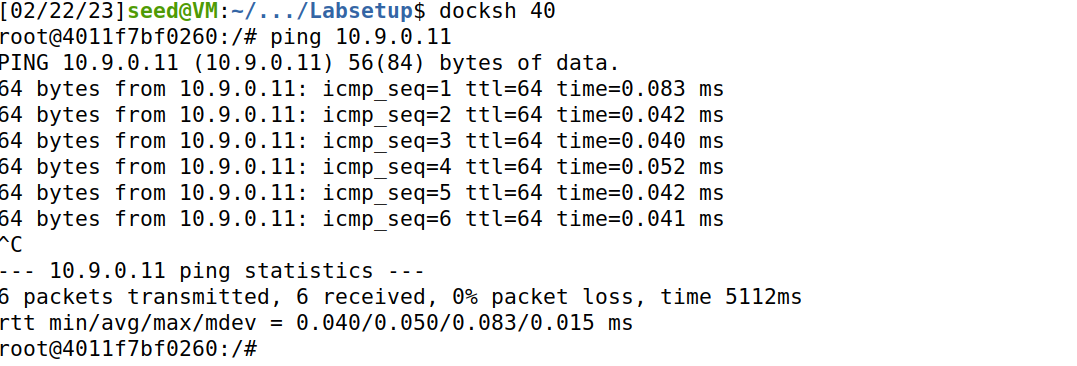 [02/22/23]seed@VM:~/.../Labsetup$ docksh 40
root@4011f7bf0260:/# ping 10.9.0.11
PING 10.9.0.11 (10.9.0.11) 56(84) bytes of data.
64 bytes from 10.9.0.11: icmp_seq=1 ttl=64 time=0.083 ms
64 bytes from 10.9.0.11: icmp_seq=2 ttl=64 time=0.042 ms
64 bytes from 10.9.0.11: icmp_seq=3 ttl=64 time=0.040 ms
64 bytes from 10.9.0.11: icmp_seq=4 ttl=64 time=0.052 ms
64 bytes from 10.9.0.11: icmp_seq=5 ttl=64 time=0.042 ms
64 bytes from 10.9.0.11: icmp_seq=6 ttl=64 time=0.041 ms
^C
--- 10.9.0.11 ping statistics ---
6 packets transmitted, 6 received, 0% packet loss, time 5112ms
rtt min/avg/max/mdev = 0.040/0.050/0.083/0.015 ms
root@4011f7bf0260:/#